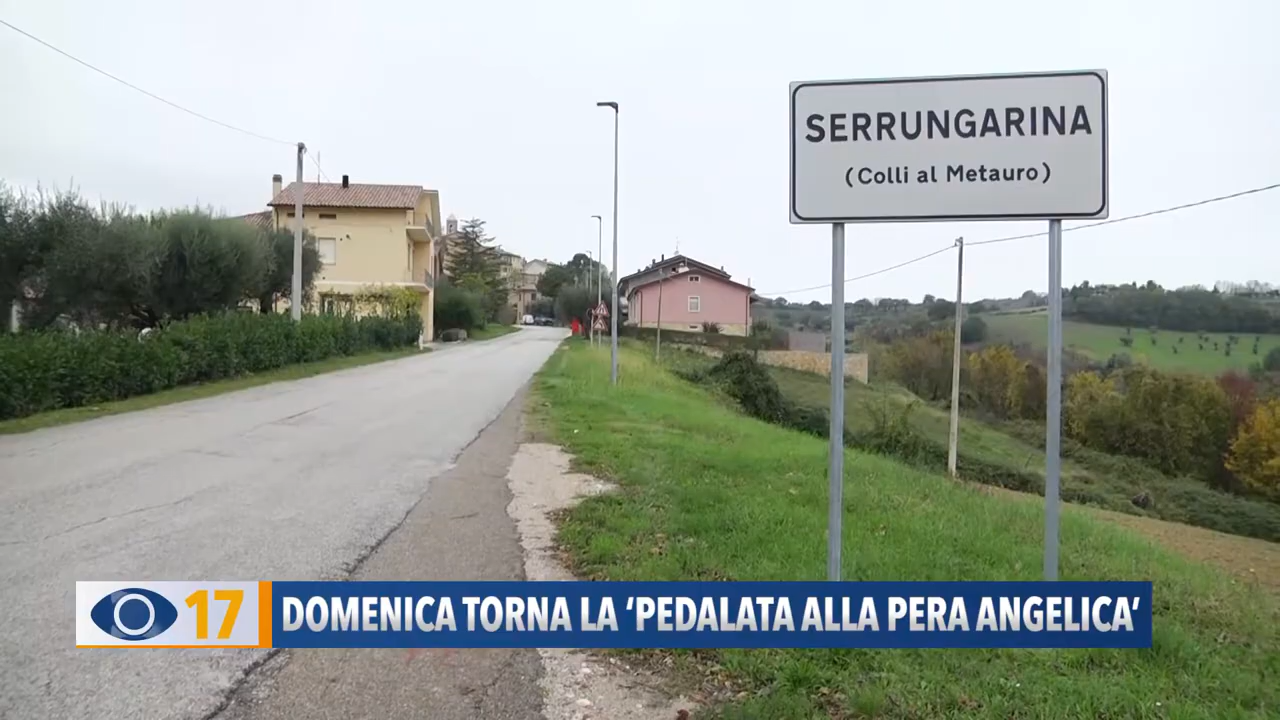 SERRUNGARINA
(Colli al Metauro)
17 DOMENICA TORNA LA ‘PEDALATA ALLA PERA ANGELICA‘